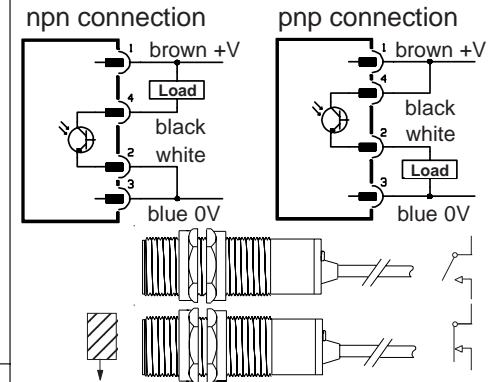 npn connection
1 brown +V
Load
4
black
2 white
3
blue 0V
pnp connection
1 brown +V
4
black
2 white
Load
3
blue 0V